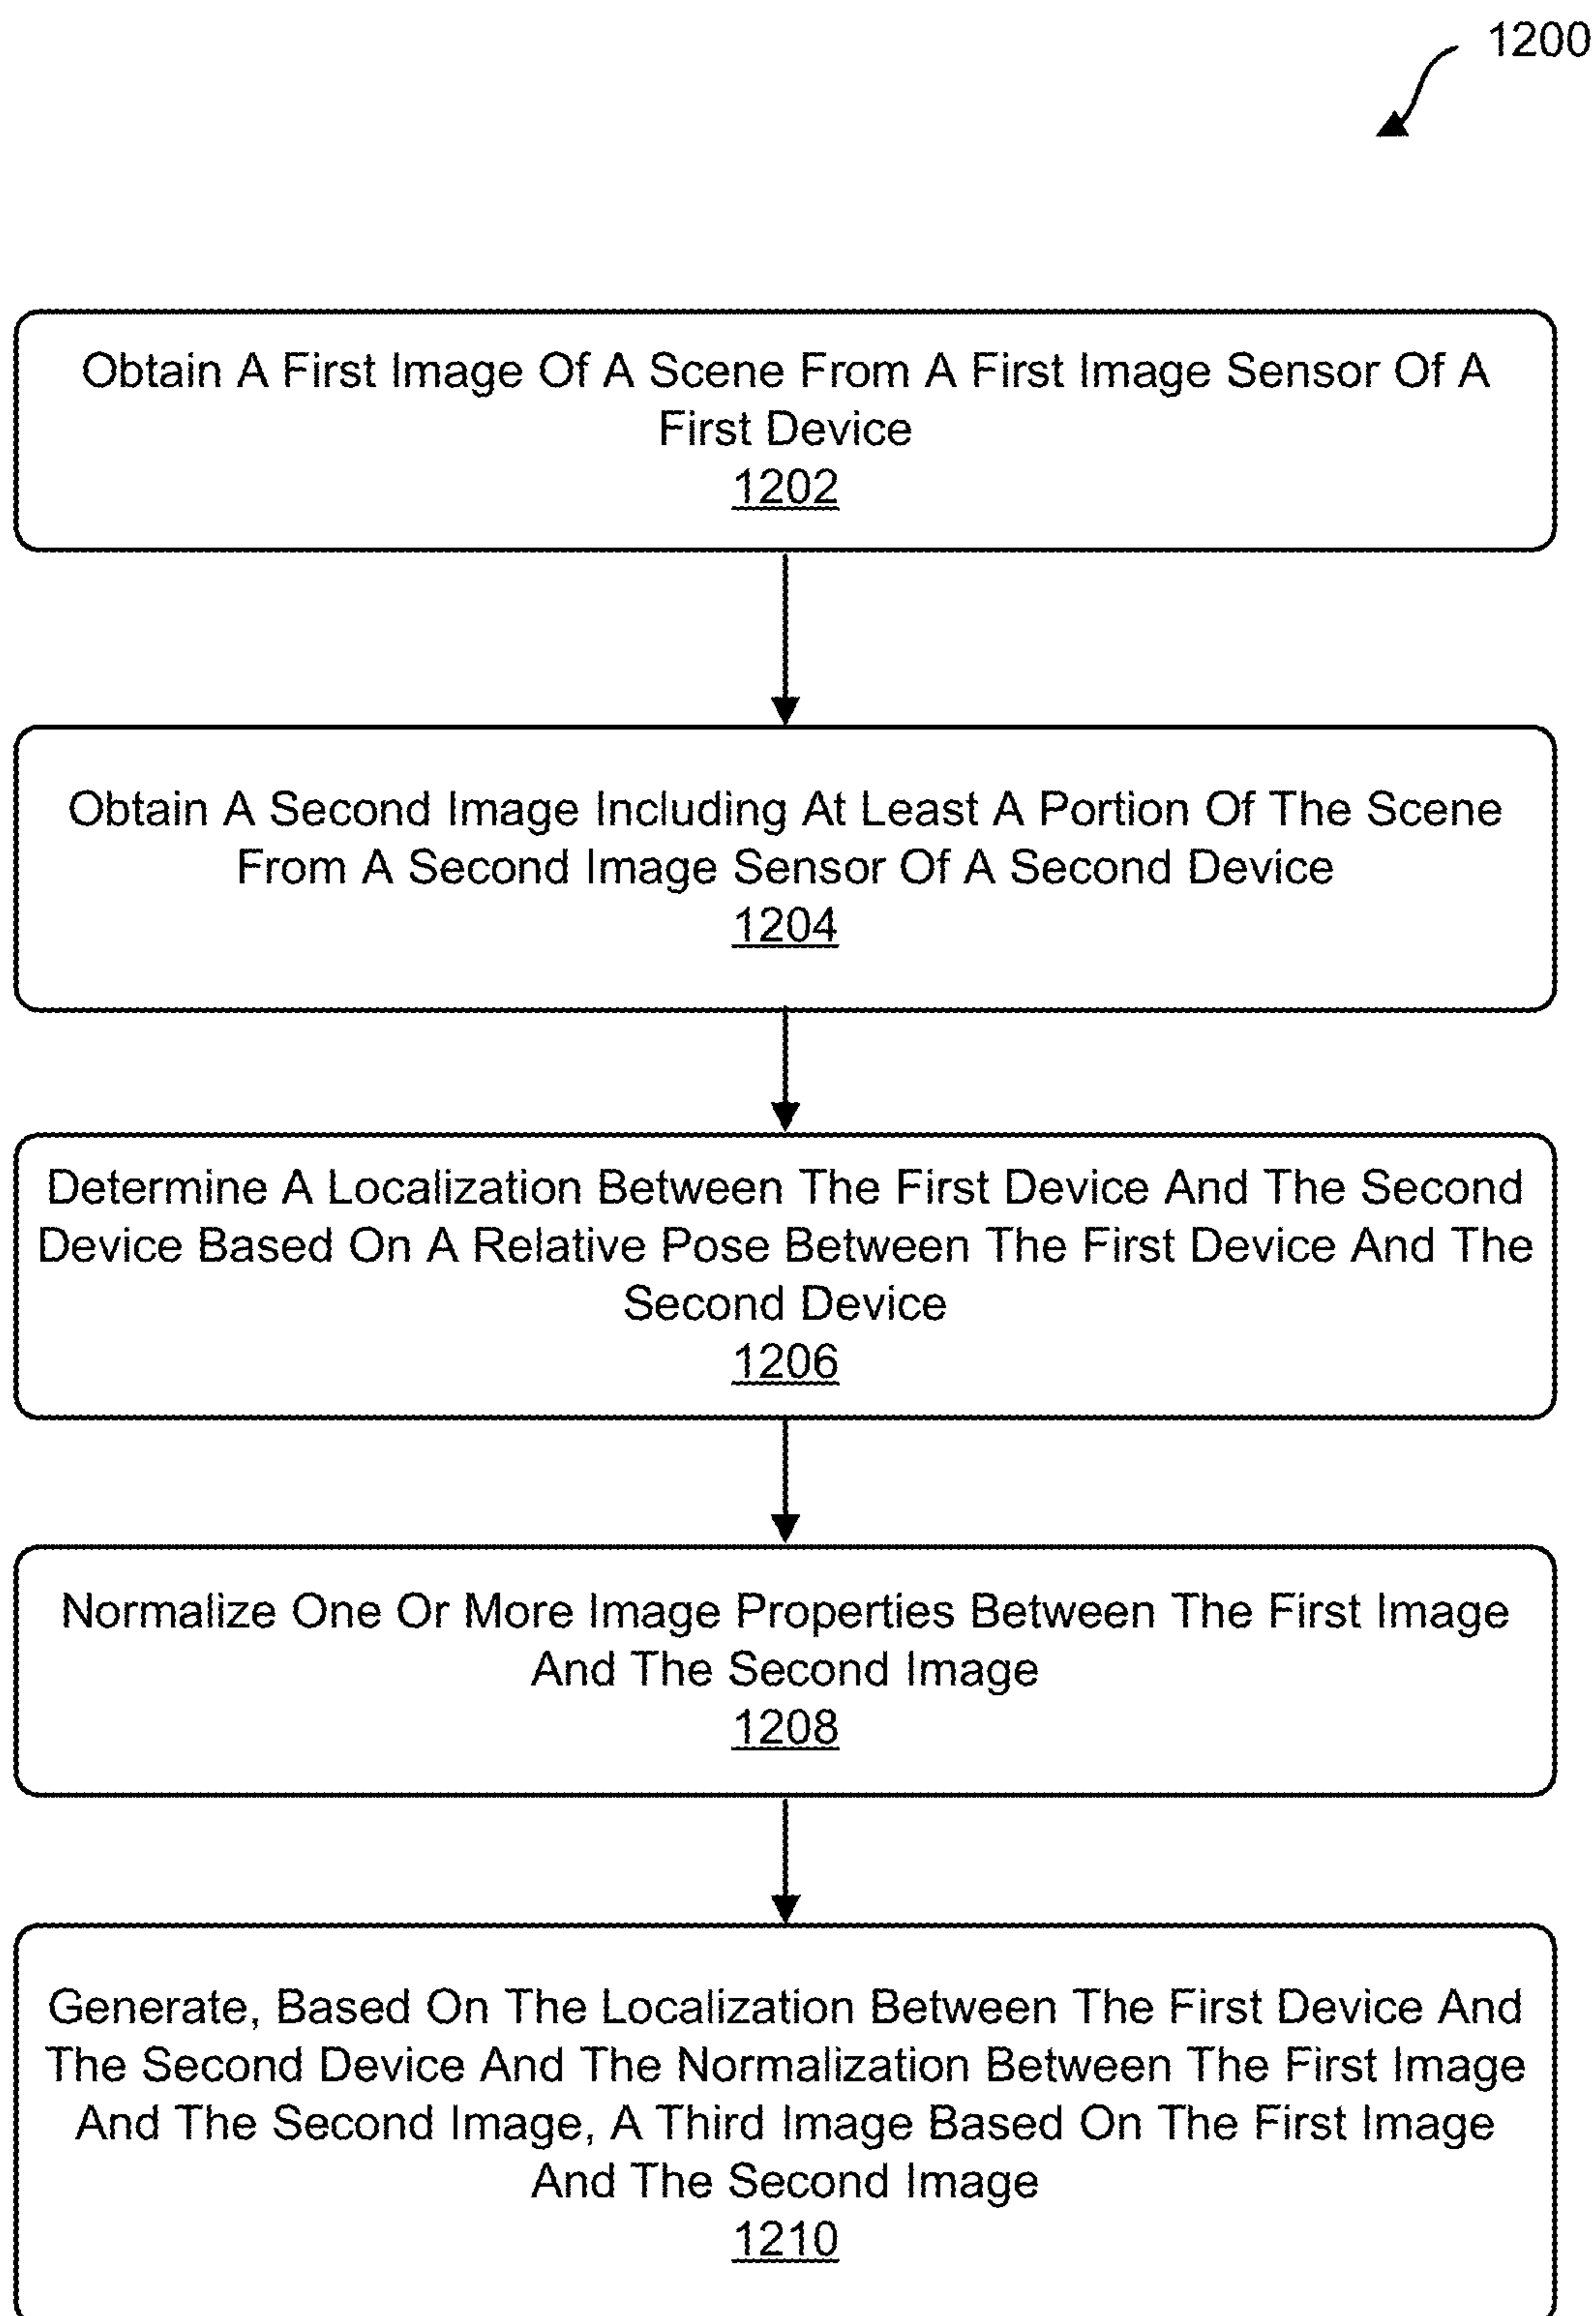 1200
Obtain A First Image Of A Scene From A First Image Sensor Of A
First Device
1202
Obtain A Second Image Including At Least A Portion Of The Scene
From A Second Image Sensor Of A Second Device
1204
Determine A Localization Between The First Device And The Second
Device Based On A Relative Pose Between The First Device And The
Second Device
1206
Normalize One Or More Image Properties Between The First Image
And The Second Image
1208
Generate, Based On The Localization Between The First Device And
The Second Device And The Normalization Between The First Image
And The Second Image, A Third Image Based On The First Image
And The Second Image
1210